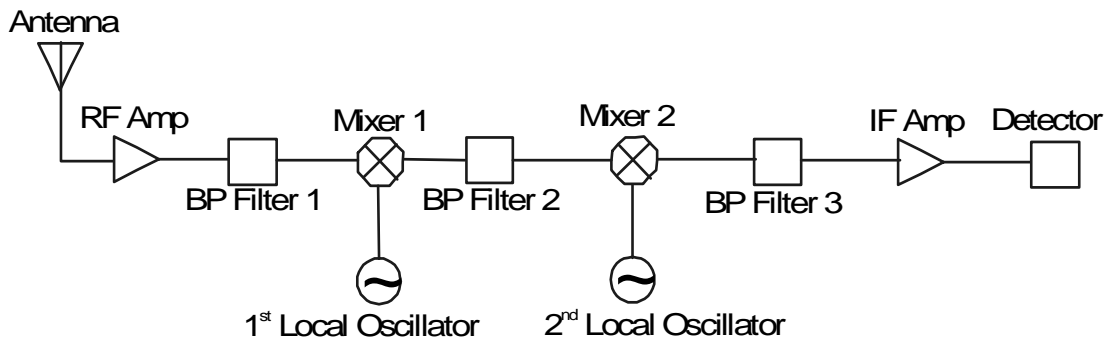 Antenna
RF Amp
Mixer 1
Mixer 2
IF Amp
Detector
BP Filter 1
BP Filter 2
BP Filter 3
1st Local Oscillator
2nd Local Oscillator